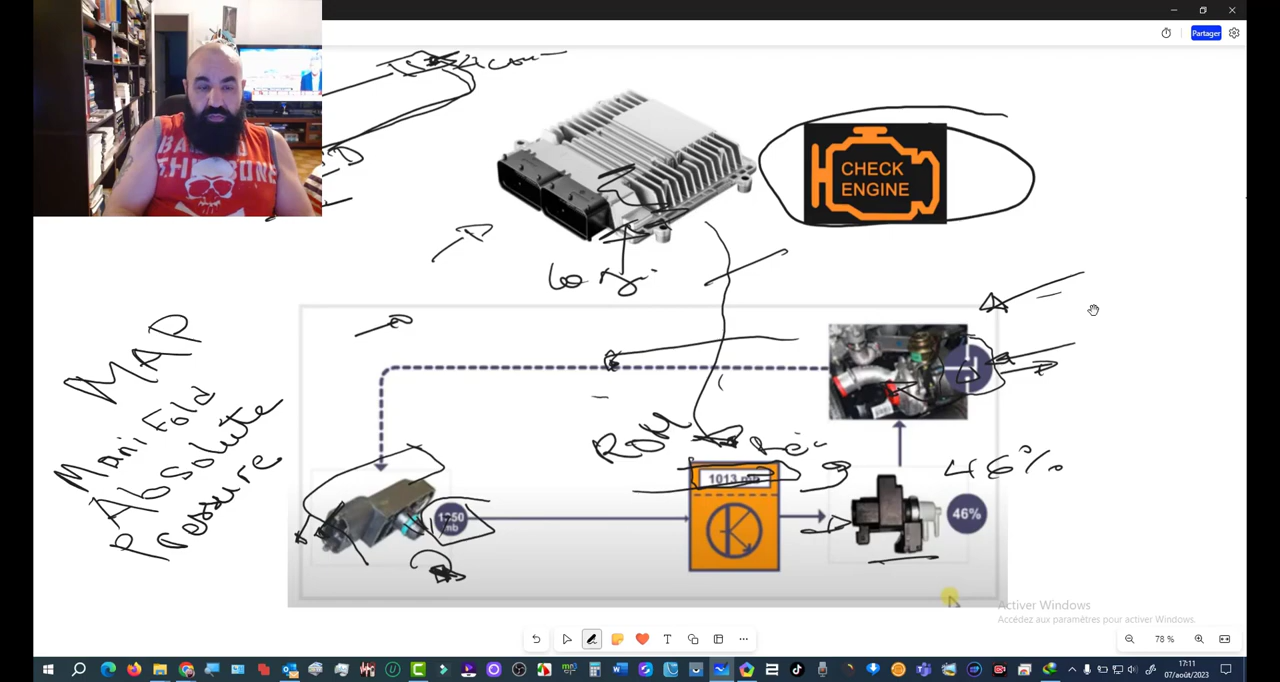 Partager
CHECK
ENGINE
MAP
Manifold
Absolute
Pressure
ROM
1013 mb
46%
46%
mb
Activer Windows
Accédez aux paramètres pour activer Windows.
78 %
17:11
07/août/2023